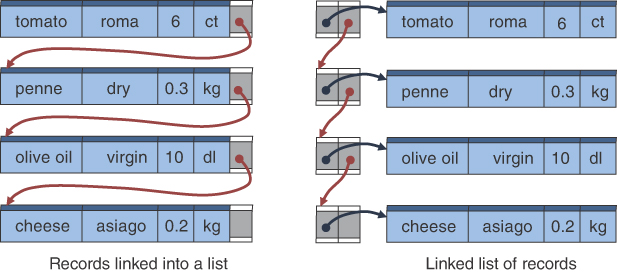 tomato roma 6 ct
penne dry 0.3 kg
olive oil virgin 10 dl
cheese asiago 0.2 kg
Records linked into a list
tomato roma 6 ct
penne dry 0.3 kg
olive oil virgin 10 dl
cheese asiago 0.2 kg
Linked list of records